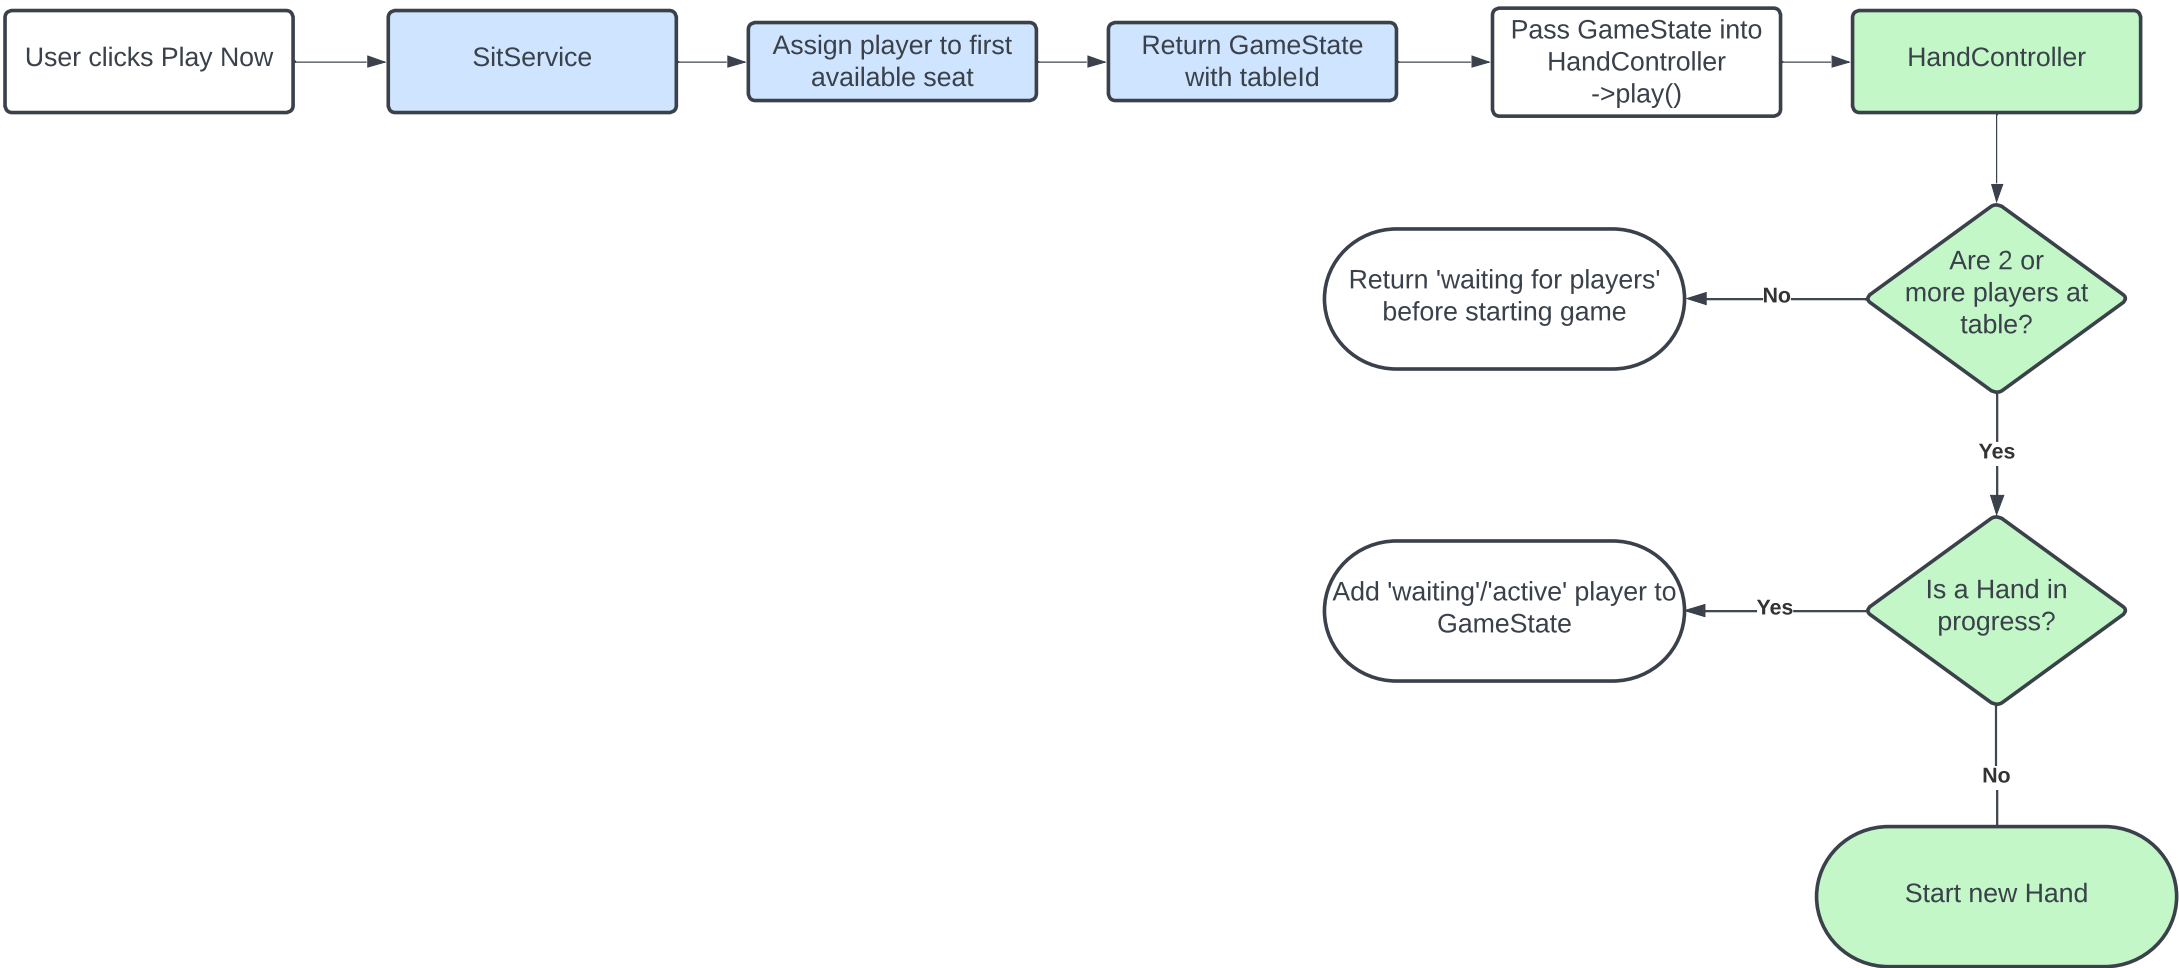 User clicks Play Now
SitService
Assign player to first
available seat
Return GameState
with tableId
Pass GameState into
HandController
->play()
HandController
Are 2 or
more players at
table?
No
Return 'waiting for players'
before starting game
Yes
Is a Hand in
progress?
Yes
Add 'waiting'/'active' player to
GameState
No
Start new Hand